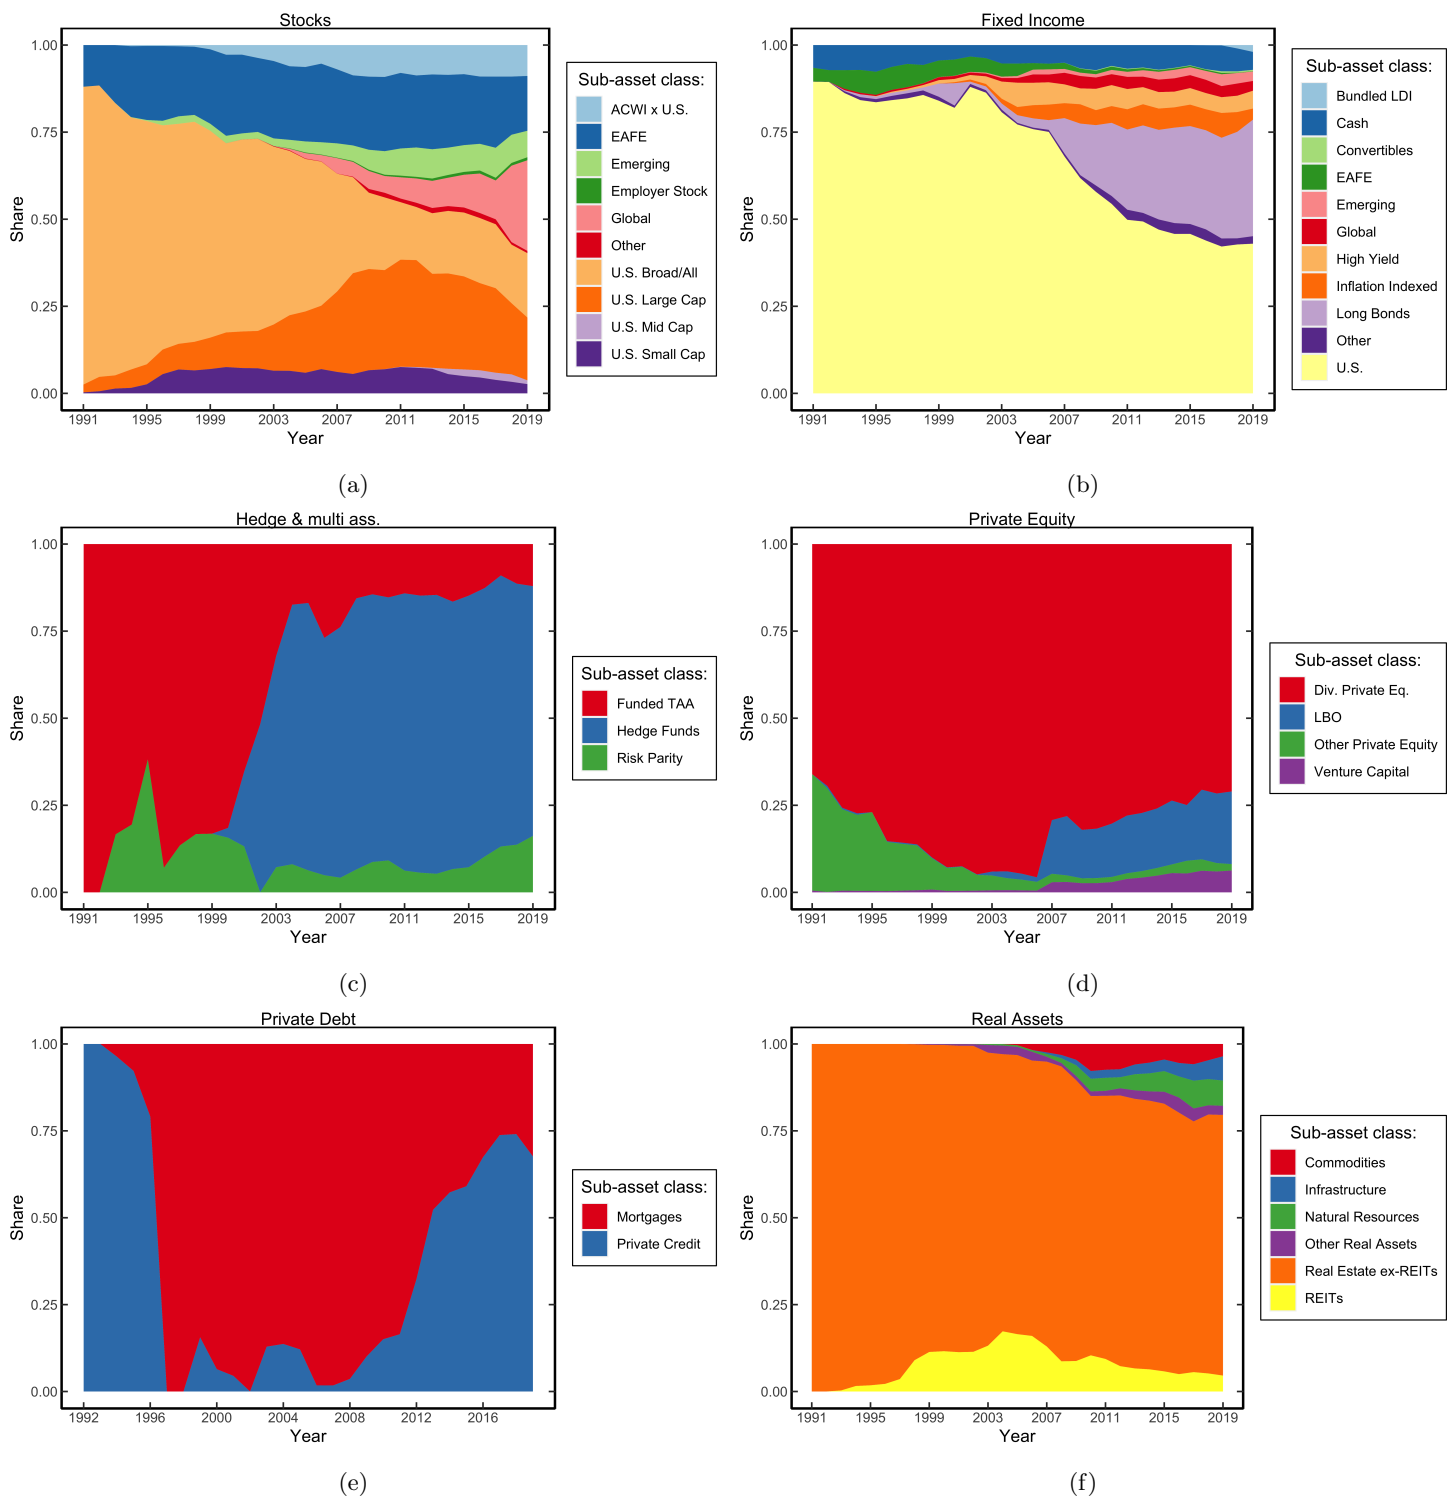 Stocks
1.00
0.75
0.50
0.25
0.00
Share
1991 1995 1999 2003 2007 2011 2015 2019
Year
Sub-asset class:
ACWI x U.S.
EAFE
Emerging
Employer Stock
Global
Other
U.S. Broad/All
U.S. Large Cap
U.S. Mid Cap
U.S. Small Cap
(a)
Fixed Income
1.00
0.75
0.50
0.25
0.00
Share
1991 1995 1999 2003 2007 2011 2015 2019
Year
Sub-asset class:
Bundled LDI
Cash
Convertibles
EAFE
Emerging
Global
High Yield
Inflation Indexed
Long Bonds
Other
U.S.
(b)
Hedge & multi ass.
1.00
0.75
0.50
0.25
0.00
Share
1991 1995 1999 2003 2007 2011 2015 2019
Year
Sub-asset class:
Funded TAA
Hedge Funds
Risk Parity
(c)
Private Equity
1.00
0.75
0.50
0.25
0.00
Share
1991 1995 1999 2003 2007 2011 2015 2019
Year
Sub-asset class:
Div. Private Eq.
LBO
Other Private Equity
Venture Capital
(d)
Private Debt
1.00
0.75
0.50
0.25
0.00
Share
1992 1996 2000 2004 2008 2012 2016
Year
Sub-asset class:
Mortgages
Private Credit
(e)
Real Assets
1.00
0.75
0.50
0.25
0.00
Share
1991 1995 1999 2003 2007 2011 2015 2019
Year
Sub-asset class:
Commodities
Infrastructure
Natural Resources
Other Real Assets
Real Estate ex-REITs
REITs
(f)